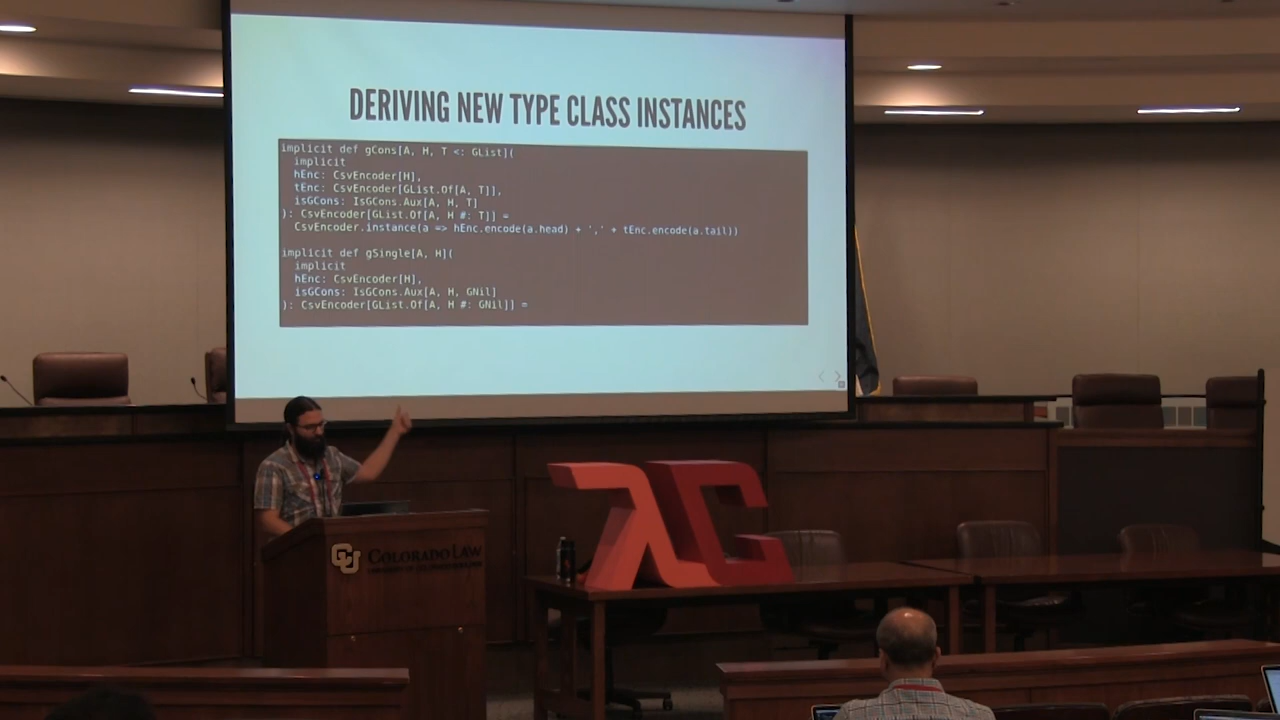 DERIVING NEW TYPE CLASS INSTANCES
implicit def gCons[A, H, T <: GList](
  implicit
  hEnc: CsvEncoder[H],
  tEnc: CsvEncoder[GList.Of[A, T]],
  isGCons: IsGCons.Aux[A, H, T]
): CsvEncoder[GList.Of[A, H #: T]] =
  CsvEncoder.instance(a => hEnc.encode(a.head) + ',' + tEnc.encode(a.tail))
implicit def gSingle[A, H](
  implicit
  hEnc: CsvEncoder[H],
  isGCons: IsGCons.Aux[A, H, GNil]
): CsvEncoder[GList.Of[A, H #: GNil]] =
CU COLORADO LAW